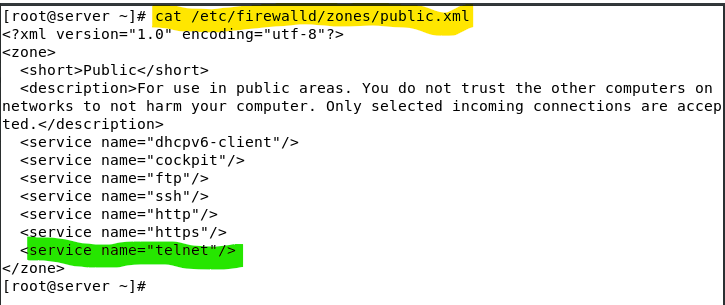 [root@server ~]# cat /etc/firewalld/zones/public.xml
<?xml version="1.0" encoding="utf-8"?>
<zone>
  <short>Public</short>
  <description>For use in public areas. You do not trust the other computers on
networks to not harm your computer. Only selected incoming connections are accep
ted.</description>
  <service name="dhcpv6-client"/>
  <service name="cockpit"/>
  <service name="ftp"/>
  <service name="ssh"/>
  <service name="http"/>
  <service name="https"/>
  <service name="telnet"/>
</zone>
[root@server ~]#